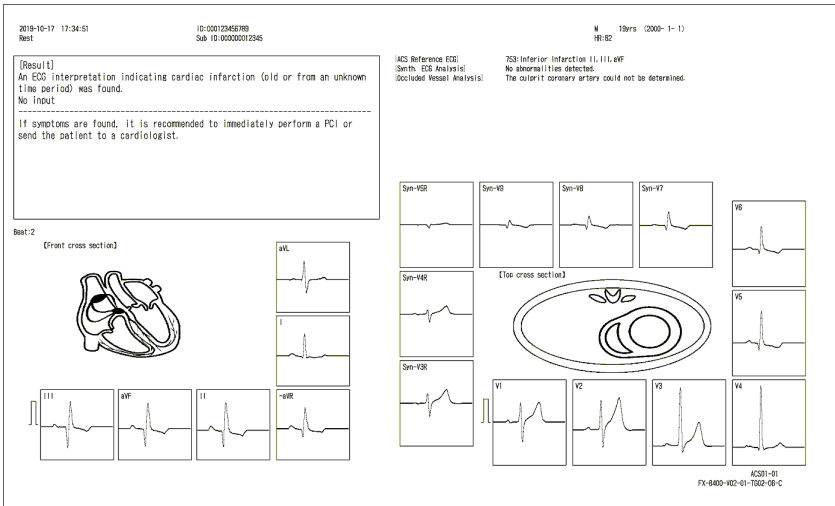 2019-10-17 17:34:51
Rest
ID:000123456789
Sub ID:000000012345
M 19yrs (2000- 1- 1)
HR:82
[Result]
An ECG interpretation indicating cardiac infarction (old or from an unknown
time period) was found.
No input
If symptoms are found, it is recommended to immediately perform a PCI or
send the patient to a cardiologist.
[ACS Reference ECG] 753:Inferior Infarction II,III,aVF
[Synth. ECG Analysis] No abnormalities detected.
[Occluded Vessel Analysis] The culprit coronary artery could not be determined.
Beat:2
[Front cross section]
aVL
I
III
aVF
II
-aVR
Syn-V5R
Syn-V9
Syn-V8
Syn-V7
V6
Syn-V4R
[Top cross section]
V5
Syn-V3R
V1
V2
V3
V4
ACS01-01
FX-8400-V02-01-TG02-06-C